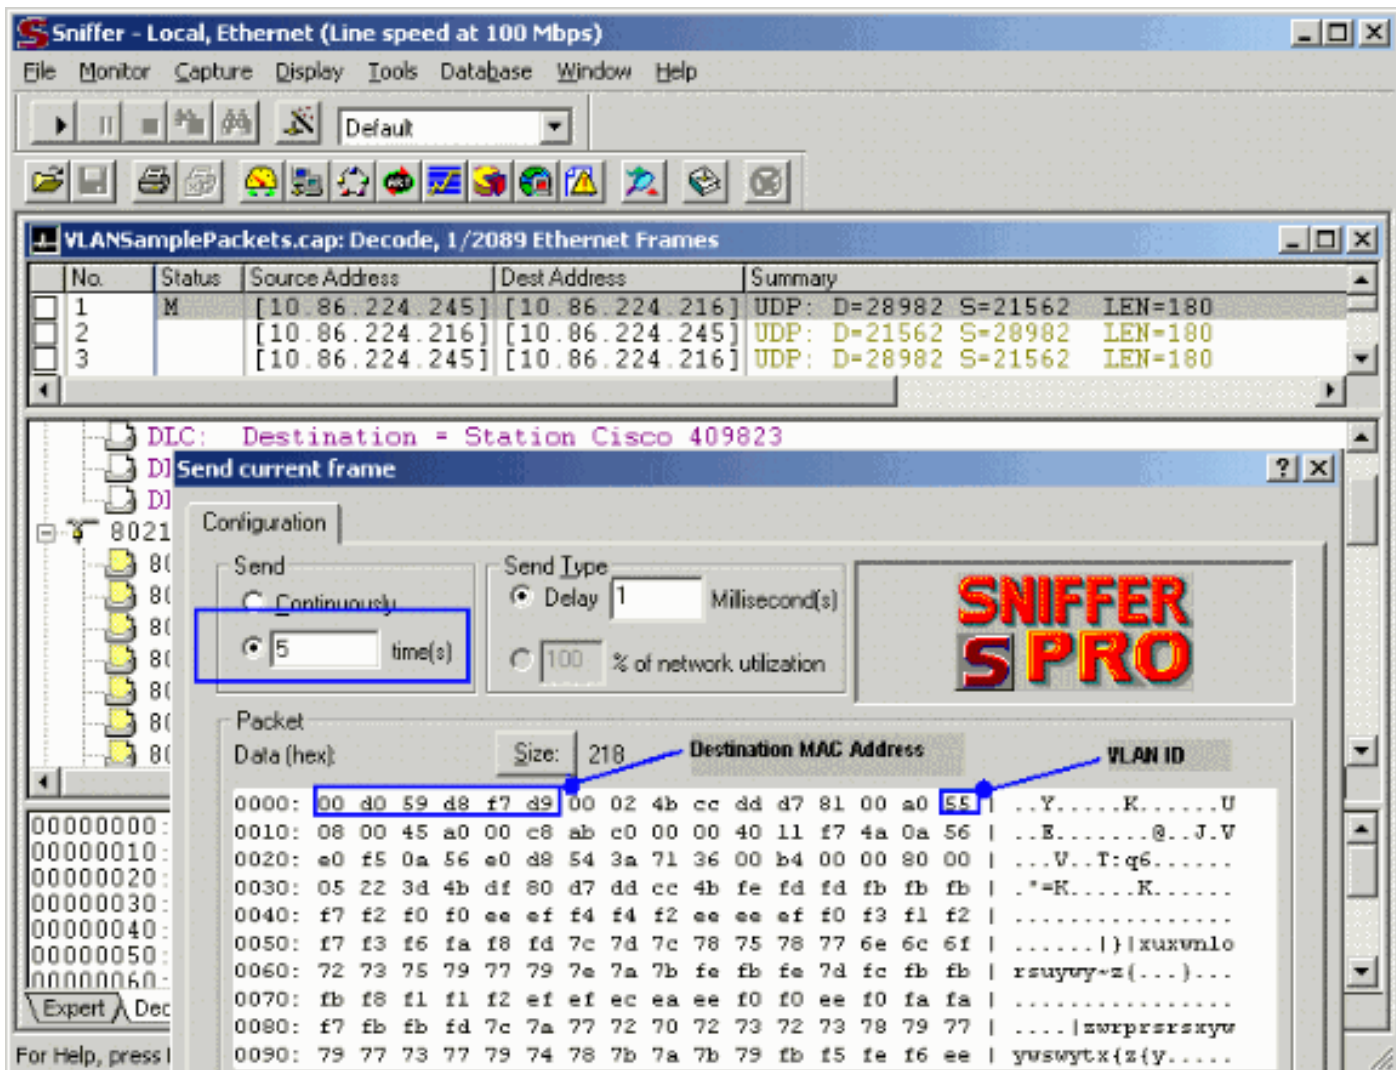 Sniffer - Local, Ethernet (Line speed at 100 Mbps)
File Monitor Capture Display Tools Database Window Help
Default
VLANSamplePackets.cap: Decode, 1/2089 Ethernet Frames
No. Status Source Address Dest Address Summary
1 M [10.86.224.245] [10.86.224.216] UDP: D=28982 S=21562 LEN=180
2 [10.86.224.216] [10.86.224.245] UDP: D=21562 S=28982 LEN=180
3 [10.86.224.245] [10.86.224.216] UDP: D=28982 S=21562 LEN=180
DLC: Destination = Station Cisco 409823
Send current frame
Configuration
8021
Send
Send Type
Continuously
Delay 1 Millisecond(s)
5 time(s)
100 % of network utilization
SNIFFER
S PRO
Packet
Data (hex): Size: 218 Destination MAC Address VLAN ID
0000: 00 d0 59 d8 f7 d9 00 02 4b cc dd d7 81 00 a0 55 | ..Y.....K......U
0010: 08 00 45 a0 00 c8 ab c0 00 00 40 11 f7 4a 0a 56 | ..E.......@..J.V
0020: e0 f5 0a 56 e0 d8 54 3a 71 36 00 b4 00 00 80 00 | ...V..T:q6......
0030: 05 22 3d 4b df 80 d7 dd cc 4b fe fd fd fb fb fb | ."=K.....K......
0040: f7 f2 f0 f0 ee ef f4 f4 f2 ee ee ef f0 f3 f1 f2 | ................
0050: f7 f3 f6 fa f8 fd 7c 7d 7c 78 75 78 77 6e 6c 6f | ......|}|xuxwnlo
0060: 72 73 75 79 77 79 7e 7a 7b fe fb fe 7d fc fb fb | rsuywy~z{...}...
0070: fb f8 f1 f1 f2 ef ef ec ea ee f0 f0 ee f0 fa fa | ................
0080: f7 fb fb fd 7c 7a 77 72 70 72 73 72 73 78 79 77 | ....|zwrprsrsxyw
0090: 79 77 73 77 79 74 78 7b 7a 7b 79 fb f5 fe f6 ee | ywswytx{z{y.....
00000000:
00000010:
00000020:
00000030:
00000040:
00000050:
00000060:
Expert Dec
For Help, press